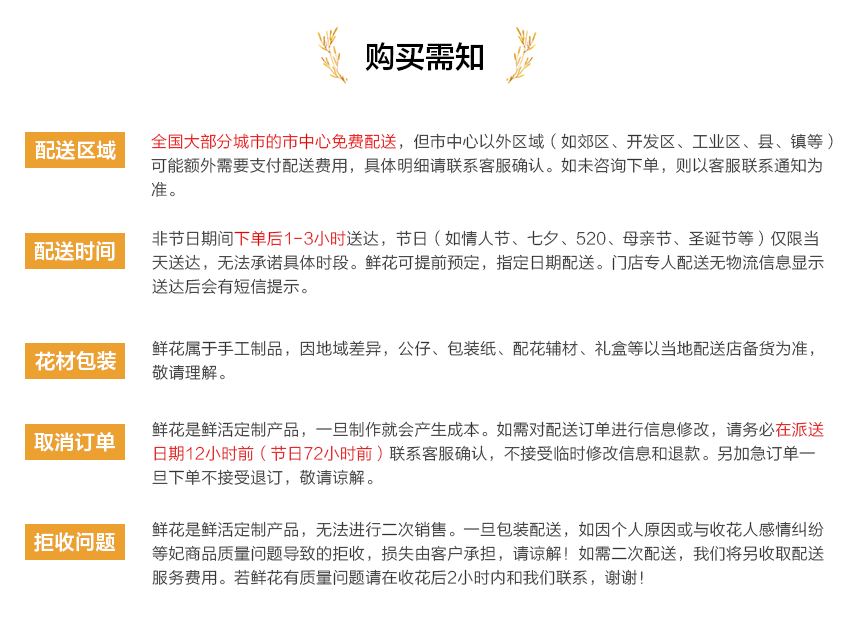 购买需知
配送区域
全国大部分城市的市中心免费配送，但市中心以外区域（如郊区、开发区、工业区、县、镇等）
可能额外需要支付配送费用，具体明细请联系客服确认。如未咨询下单，则以客服联系通知为
准。
配送时间
非节日期间下单后1-3小时送达，节日（如情人节、七夕、520、母亲节、圣诞节等）仅限当
天送达，无法承诺具体时段。鲜花可提前预定，指定日期配送。门店专人配送无物流信息显示
送达后会有短信提示。
花材包装
鲜花属于手工制品，因地域差异，公仔、包装纸、配花辅材、礼盒等以当地配送店备货为准，
敬请理解。
取消订单
鲜花是鲜活定制产品，一旦制作就会产生成本。如需对配送订单进行信息修改，请务必在派送
日期12小时前（节日72小时前）联系客服确认，不接受临时修改信息和退款。另加急订单一
旦下单不接受退订，敬请谅解。
拒收问题
鲜花是鲜活定制产品，无法进行二次销售。一旦包装配送，如因个人原因或与收花人感情纠纷
等妃商品质量问题导致的拒收，损失由客户承担，请谅解！如需二次配送，我们将另收取配送
服务费用。若鲜花有质量问题请在收花后2小时内和我们联系，谢谢！